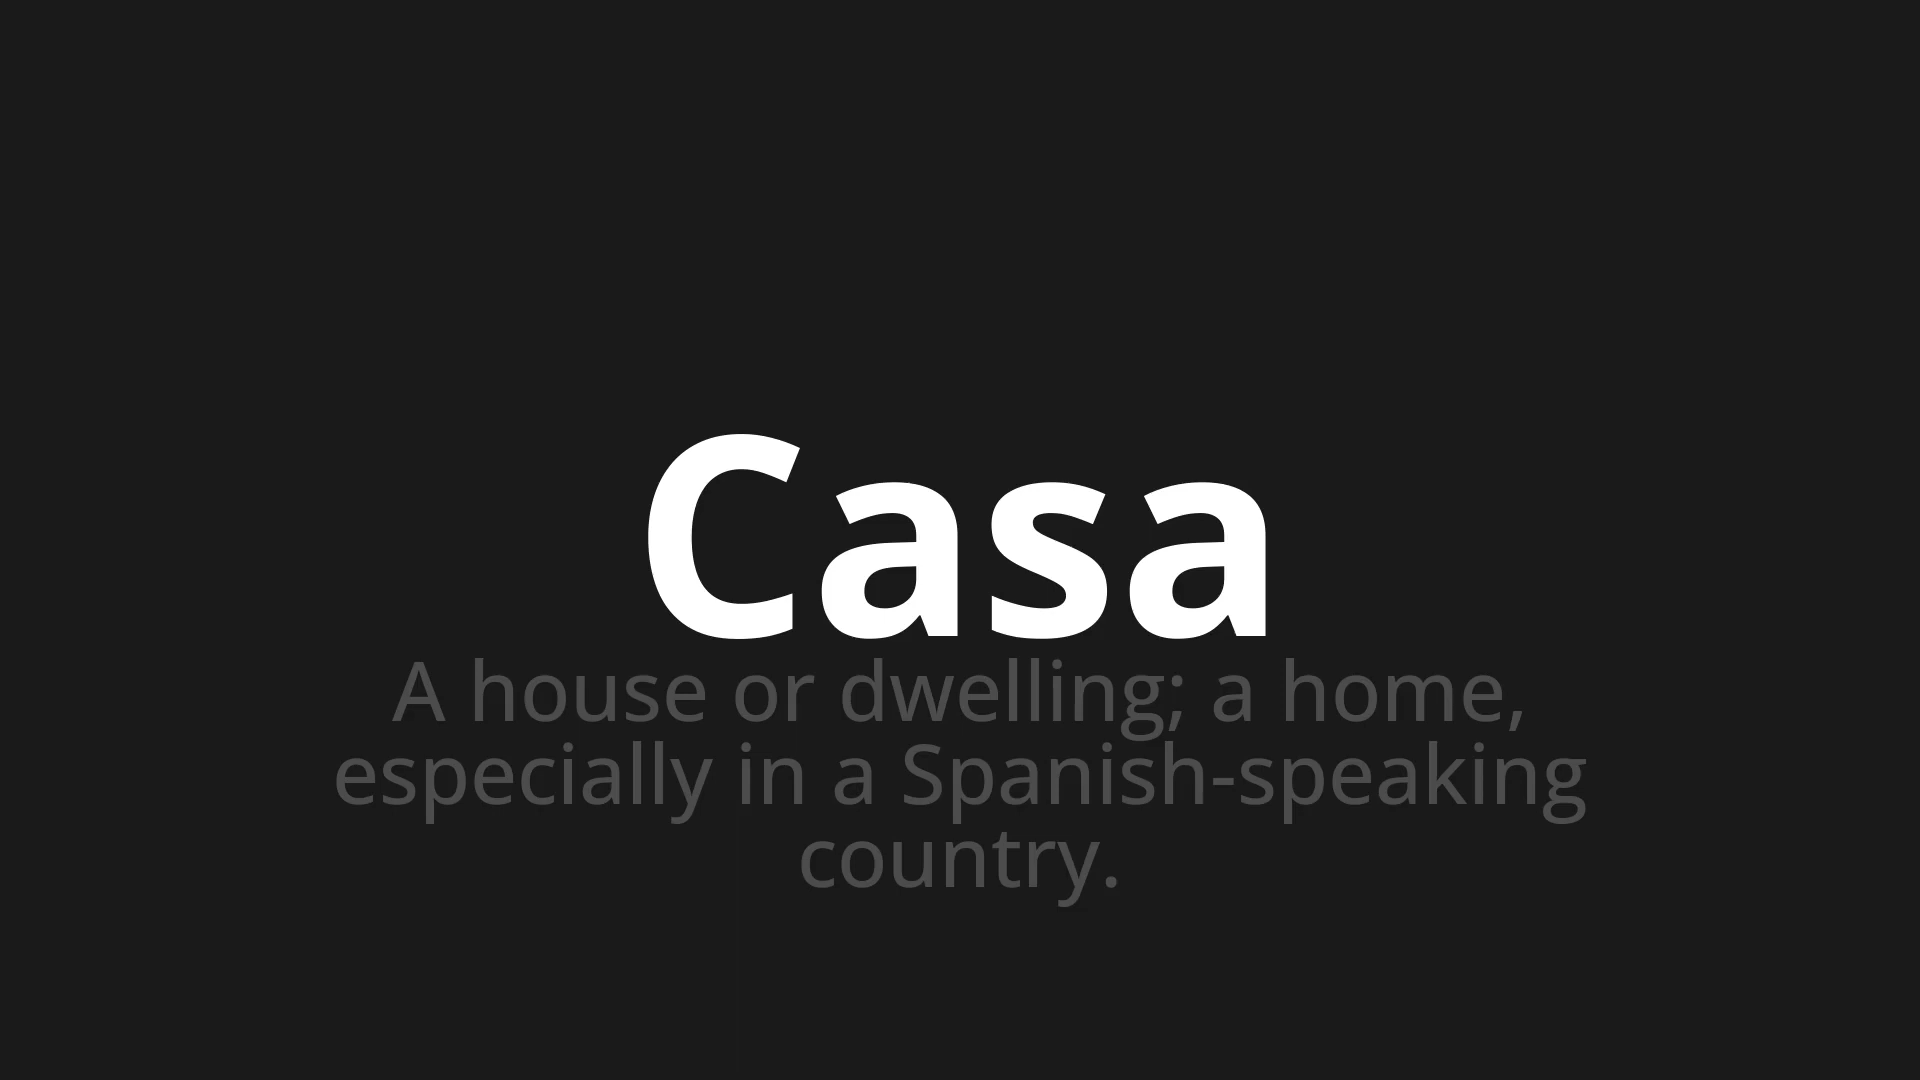 Casa
A house or dwelling; a home,
especially in a Spanish-speaking
country.